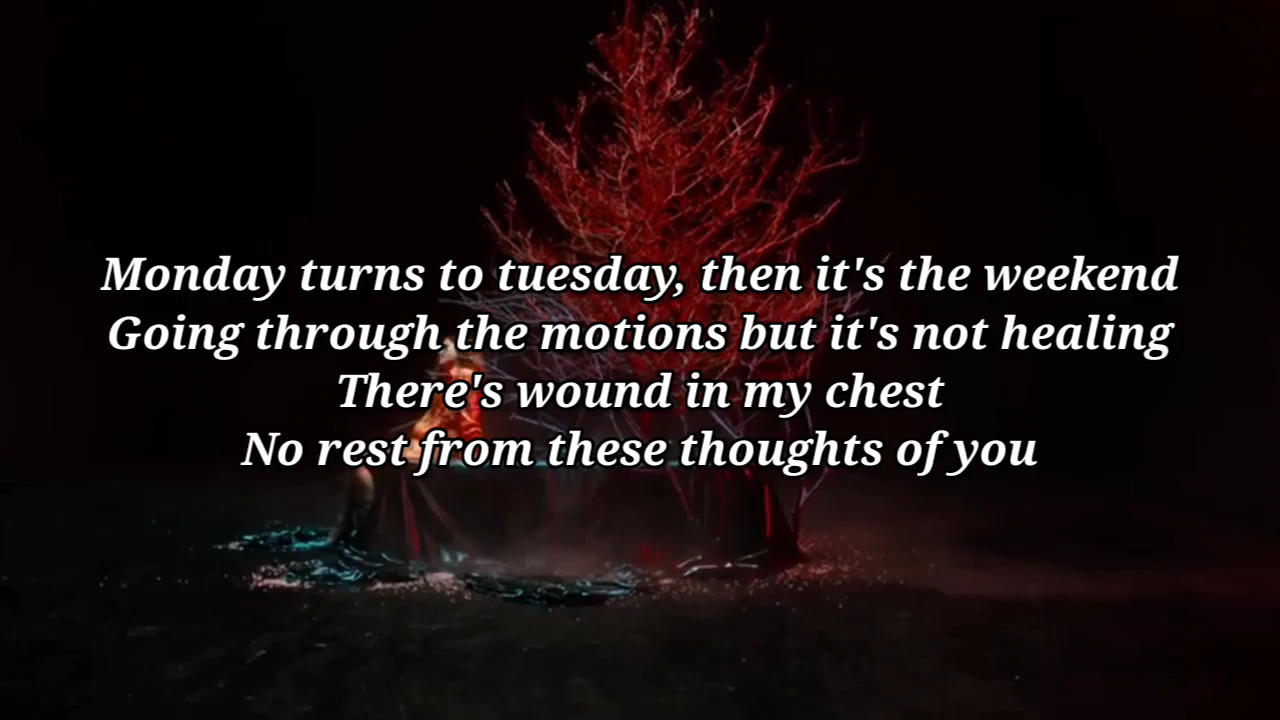 Monday turns to tuesday, then it's the weekend
Going through the motions but it's not healing
There's wound in my chest
No rest from these thoughts of you